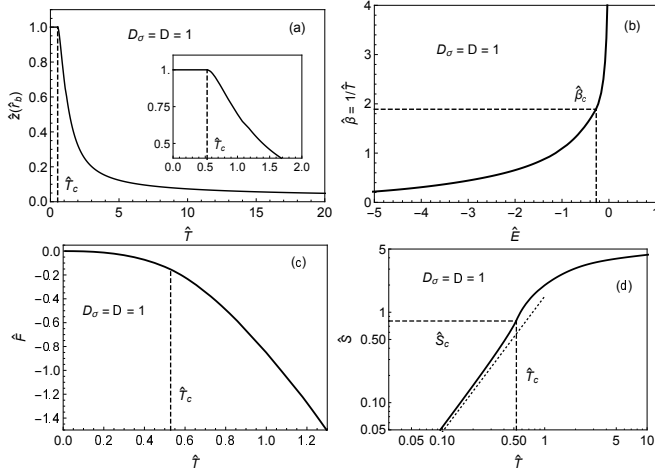 1.0
0.8
0.6
0.4
0.2
0.0
0
5
10
15
20
ẑ(r̂_b)
T̂
D_σ = D = 1
(a)
T̂_c
1
0.75
0.5
0.0
0.5
1.0
1.5
2.0
T̂_c
4
3
2
1
0
-5
-4
-3
-2
-1
0
β̂ = 1/T̂
Ê
D_σ = D = 1
(b)
β̂_c
0.0
-0.2
-0.4
-0.6
-0.8
-1.0
-1.2
-1.4
0.0
0.2
0.4
0.6
0.8
1.0
1.2
F̂
T̂
(c)
D_σ = D = 1
T̂_c
5
1
0.50
0.10
0.05
0.05
0.10
0.50
1
5
10
Ŝ
T̂
D_σ = D = 1
(d)
Ŝ_c
T̂_c